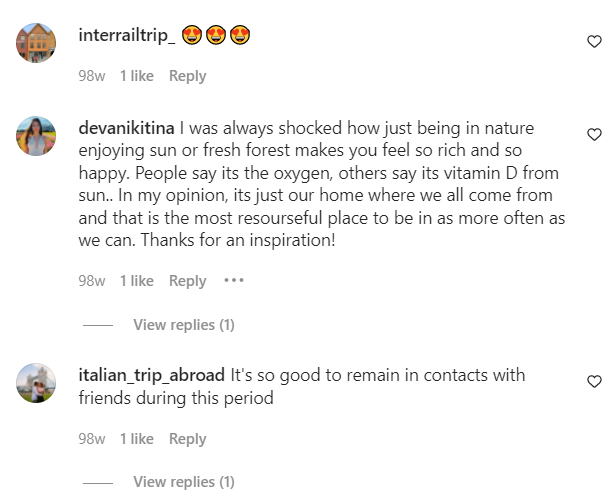 interrailtrip_ 😍😍😍
98w 1 like Reply
devanikitina I was always shocked how just being in nature
enjoying sun or fresh forest makes you feel so rich and so
happy. People say its the oxygen, others say its vitamin D from
sun.. In my opinion, its just our home where we all come from
and that is the most resourseful place to be in as more often as
we can. Thanks for an inspiration!
98w 1 like Reply •••
View replies (1)
italian_trip_abroad It's so good to remain in contacts with
friends during this period
98w 1 like Reply
View replies (1)